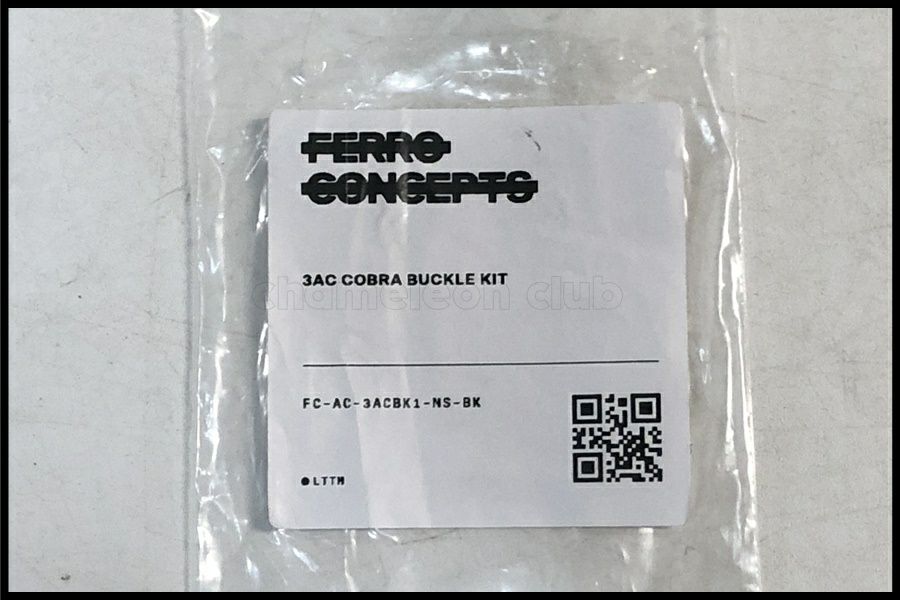 FERRO
CONCEPTS
3AC COBRA BUCKLE KIT
chameleon club
FC-AC-3ACBK1-NS-BK
LTTM